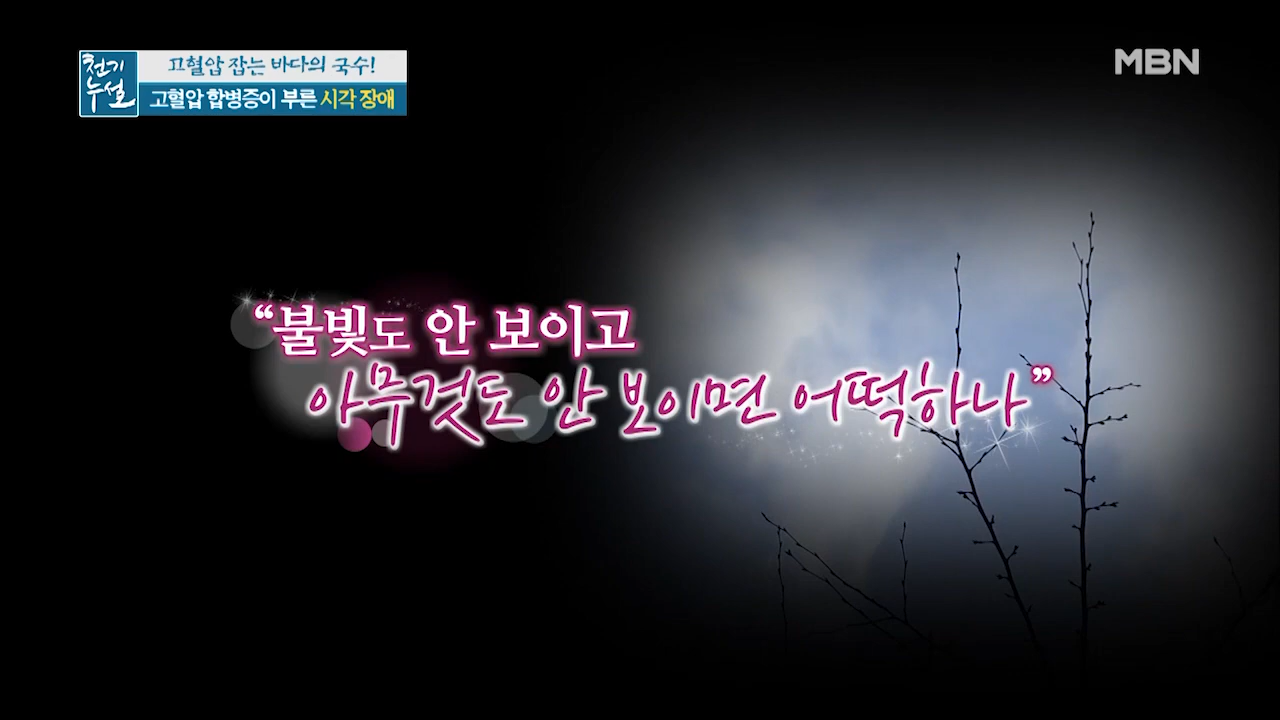 천기누설
고혈압 잡는 바다의 국수!
고혈압 합병증이 부른 시각 장애
MBN
“불빛도 안 보이고
아무것도 안 보이면 어떡하나”